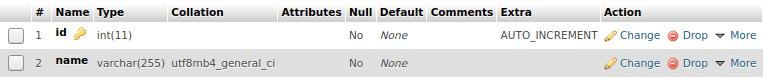 # Name Type Collation Attributes Null Default Comments Extra Action
1 id int(11) No None AUTO_INCREMENT Change Drop More
2 name varchar(255) utf8mb4_general_ci No None Change Drop More